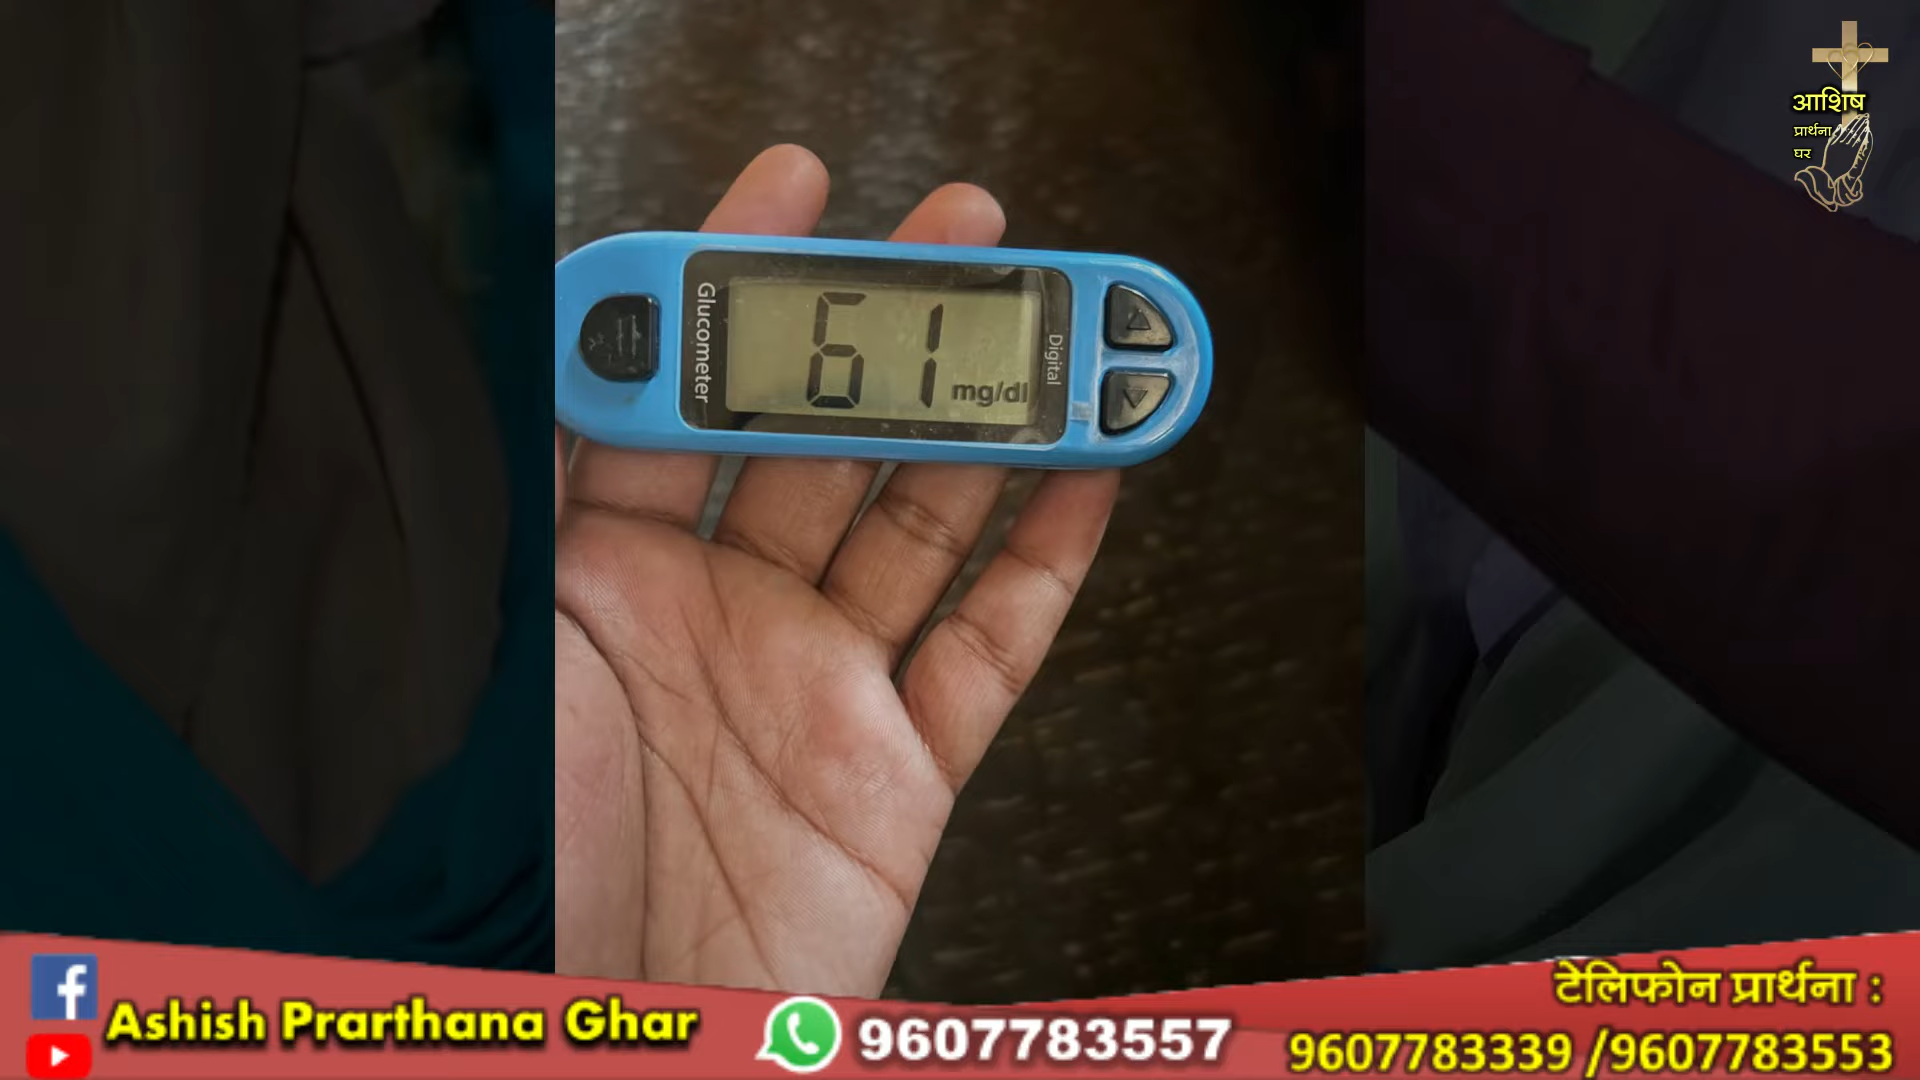 आशिष
प्रार्थना
घर
Glucometer
61
mg/dl
Digital
Ashish Prarthana Ghar
9607783557
टेलिफोन प्रार्थना :
9607783339 /9607783553